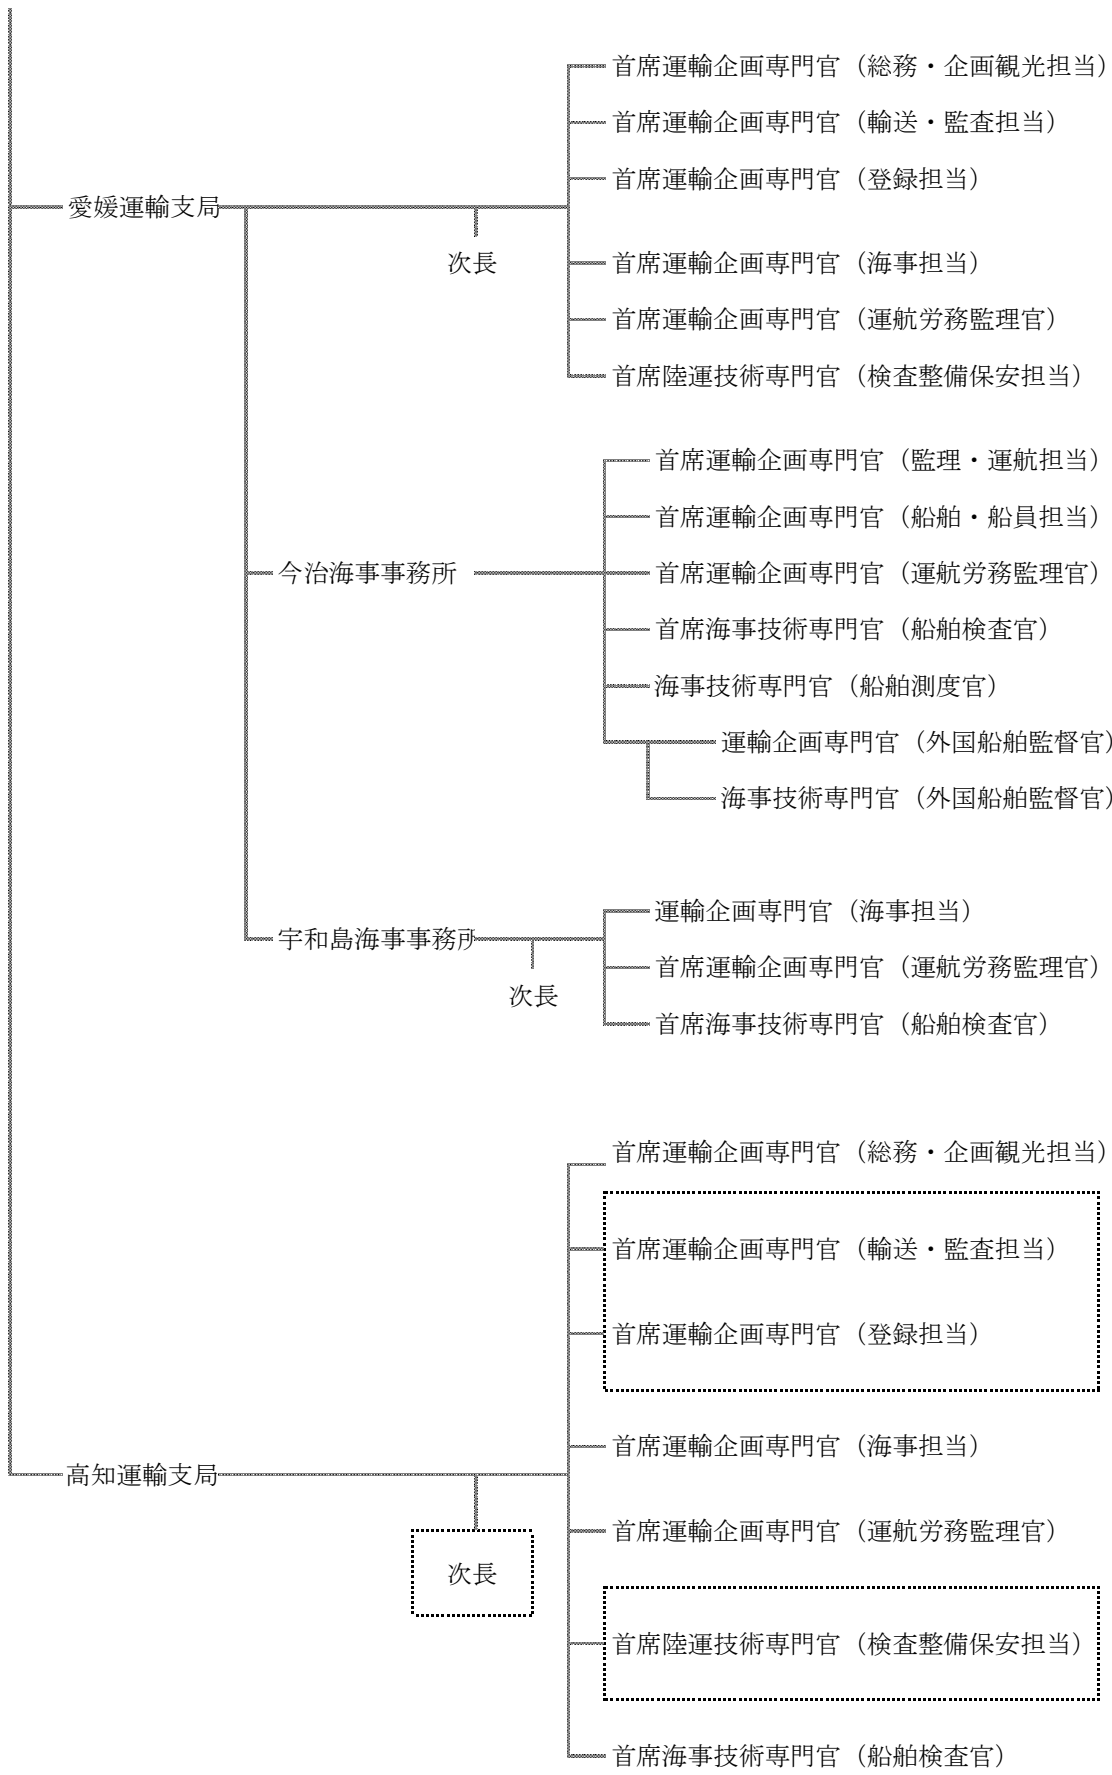 首席運輸企画専門官（総務・企画観光担当）
首席運輸企画専門官（輸送・監査担当）
首席運輸企画専門官（登録担当）
愛媛運輸支局
次長
首席運輸企画専門官（海事担当）
首席運輸企画専門官（運航労務監理官）
首席陸運技術専門官（検査整備保安担当）
首席運輸企画専門官（監理・運航担当）
首席運輸企画専門官（船舶・船員担当）
今治海事事務所
首席運輸企画専門官（運航労務監理官）
首席海事技術専門官（船舶検査官）
海事技術専門官（船舶測度官）
運輸企画専門官（外国船舶監督官）
海事技術専門官（外国船舶監督官）
運輸企画専門官（海事担当）
宇和島海事事務所
首席運輸企画専門官（運航労務監理官）
次長
首席海事技術専門官（船舶検査官）
首席運輸企画専門官（総務・企画観光担当）
首席運輸企画専門官（輸送・監査担当）
首席運輸企画専門官（登録担当）
首席運輸企画専門官（海事担当）
高知運輸支局
首席運輸企画専門官（運航労務監理官）
次長
首席陸運技術専門官（検査整備保安担当）
首席海事技術専門官（船舶検査官）